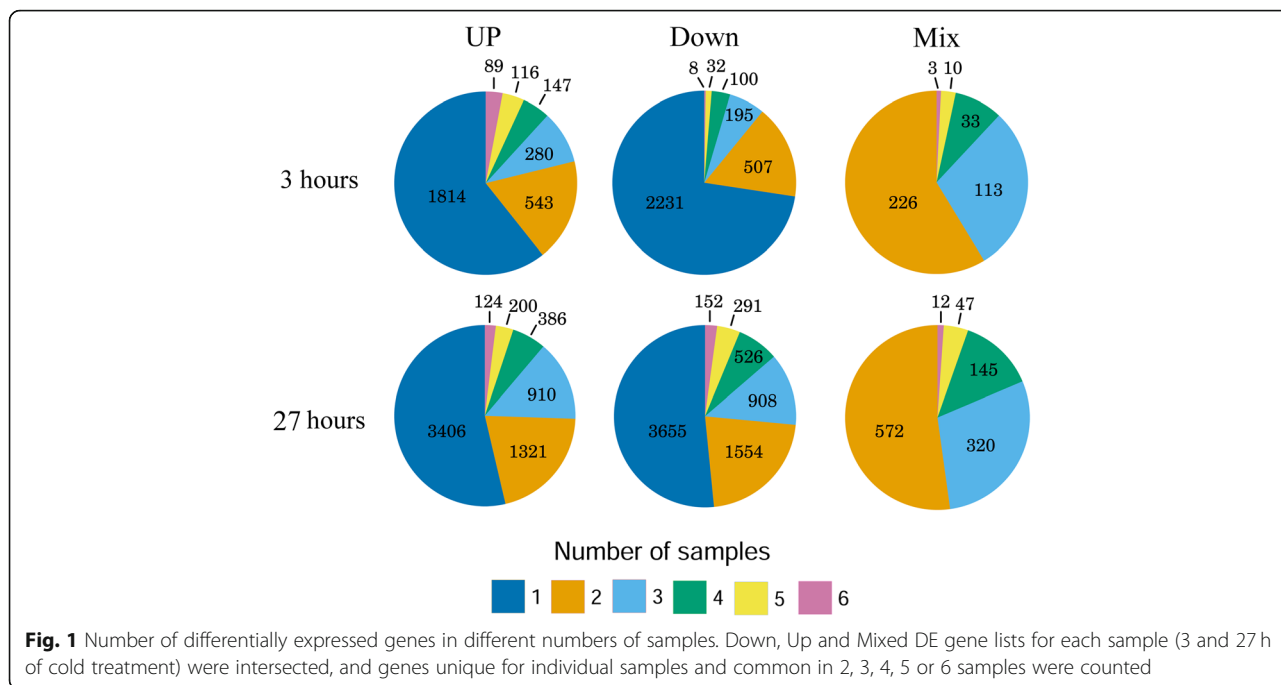 UP Down Mix
89 116 147 8 32 100 3 10
195 33
3 hours 1814 280 543 2231 507 226 113
124 200 386 152 291 12 47
526 145
27 hours 3406 910 1321 3655 908 1554 572 320
Number of samples
1 2 3 4 5 6
Fig. 1 Number of differentially expressed genes in different numbers of samples. Down, Up and Mixed DE gene lists for each sample (3 and 27 h
of cold treatment) were intersected, and genes unique for individual samples and common in 2, 3, 4, 5 or 6 samples were counted